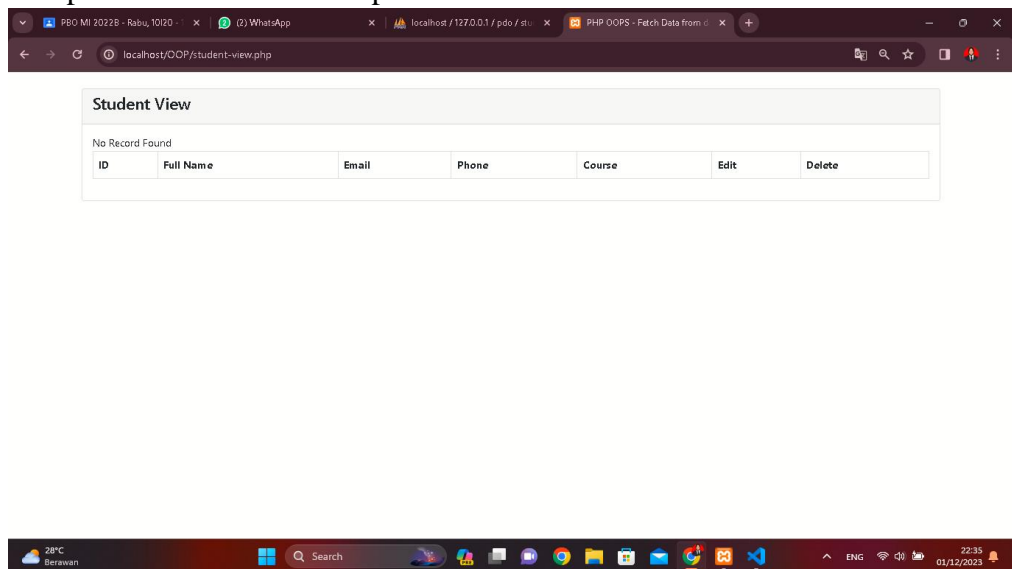 PBO MI 2022B - Rabu, 10I20 - 1
(2) WhatsApp
localhost / 127.0.0.1 / pdo / stu
PHP OOPS - Fetch Data from d
localhost/OOP/student-view.php
Student View
No Record Found
ID Full Name Email Phone Course Edit Delete
28°C
Berawan
Search
ENG
22:35
01/12/2023